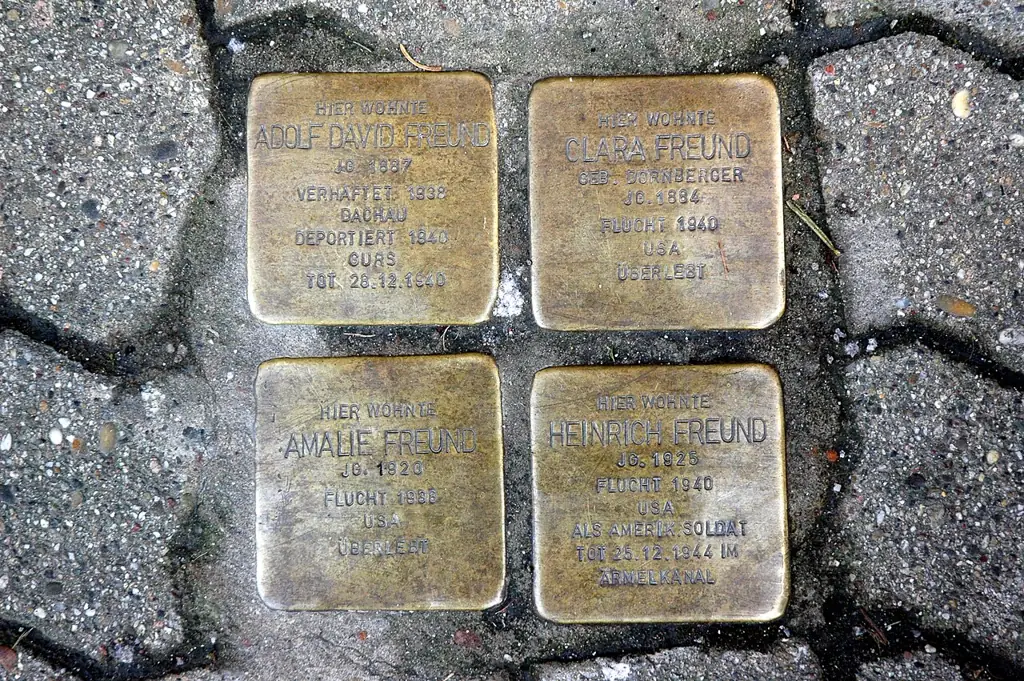 HIER WOHNTE
ADOLF DAVID FREUND
JG. 1887
VERHAFTET 1938
DACHAU
DEPORTIERT 1940
GURS
TOT 28.12.1940
HIER WOHNTE
CLARA FREUND
GEB. DORNBERGER
JG. 1884
FLUCHT 1940
USA
ÜBERLEBT
HIER WOHNTE
AMALIE FREUND
JG. 1920
FLUCHT
USA
ÜBERLEBT
HIER WOHNTE
HEINRICH FREUND
JG. 1925
FLUCHT 1940
USA
ALS AMERIK. SOLDAT
TOT 25.12.1944 IM
ÄRMELKANAL